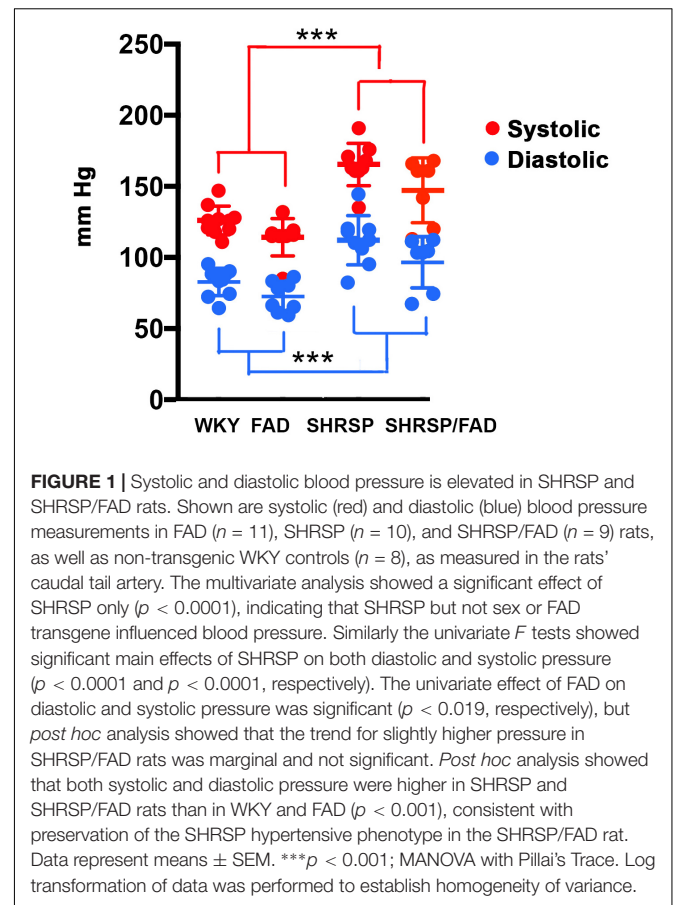 ***
250
200
150
100
50
0
mm Hg
Systolic
Diastolic
***
WKY FAD SHRSP SHRSP/FAD
FIGURE 1 | Systolic and diastolic blood pressure is elevated in SHRSP and
SHRSP/FAD rats. Shown are systolic (red) and diastolic (blue) blood pressure
measurements in FAD (n = 11), SHRSP (n = 10), and SHRSP/FAD (n = 9) rats,
as well as non-transgenic WKY controls (n = 8), as measured in the rats'
caudal tail artery. The multivariate analysis showed a significant effect of
SHRSP only (p < 0.0001), indicating that SHRSP but not sex or FAD
transgene influenced blood pressure. Similarly the univariate F tests showed
significant main effects of SHRSP on both diastolic and systolic pressure
(p < 0.0001 and p < 0.0001, respectively). The univariate effect of FAD on
diastolic and systolic pressure was significant (p < 0.019, respectively), but
post hoc analysis showed that the trend for slightly higher pressure in
SHRSP/FAD rats was marginal and not significant. Post hoc analysis showed
that both systolic and diastolic pressure were higher in SHRSP and
SHRSP/FAD rats than in WKY and FAD (p < 0.001), consistent with
preservation of the SHRSP hypertensive phenotype in the SHRSP/FAD rat.
Data represent means ± SEM. ***p < 0.001; MANOVA with Pillai's Trace. Log
transformation of data was performed to establish homogeneity of variance.